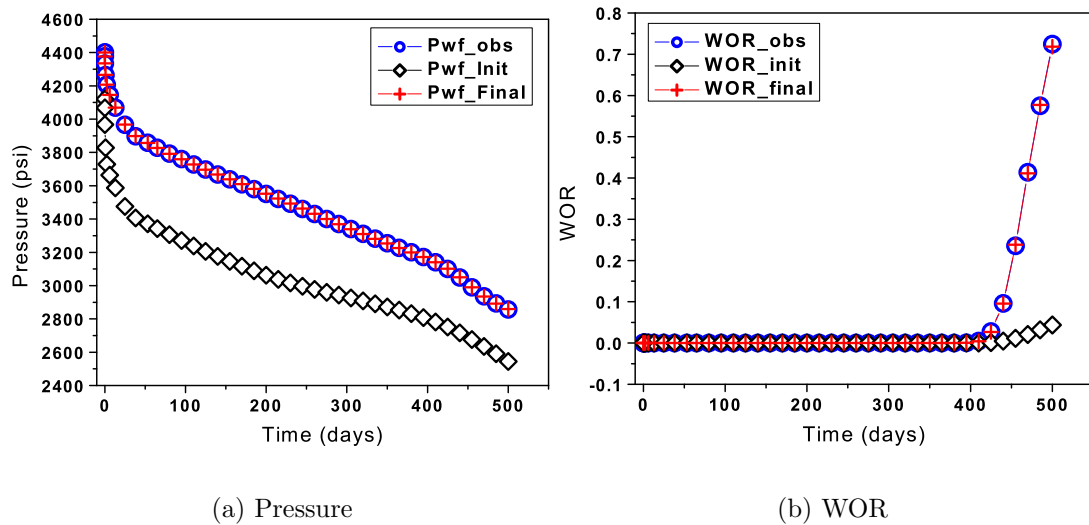 4600
4400
4200
4000
3800
3600
3400
3200
3000
2800
2600
2400
Pressure (psi)
Pwf_obs
Pwf_Init
Pwf_Final
0 100 200 300 400 500
Time (days)
(a) Pressure
0.8
0.7
0.6
0.5
0.4
0.3
0.2
0.1
0.0
-0.1
WOR
WOR_obs
WOR_init
WOR_final
0 100 200 300 400 500
Time (days)
(b) WOR